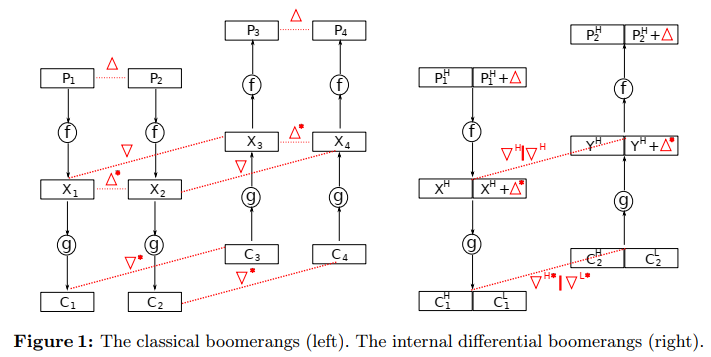 P₃ Δ P₄
P₁ Δ P₂
f f
f f
X₃ Δ* X₄
∇
X₁ Δ* X₂
∇
g g
g g
C₃ C₄
∇*
∇*
C₁ C₂
P₂ᴴ P₂ᴴ+Δ
P₁ᴴ P₁ᴴ+Δ
f
f
Yᴴ Yᴴ+Δ*
∇ᴴ|∇ᴴ
Xᴴ Xᴴ+Δ*
g
g
C₂ᴴ C₂ᴸ
∇ᴴ*|∇ᴸ*
C₁ᴴ C₁ᴸ
Figure 1: The classical boomerangs (left). The internal differential boomerangs (right).